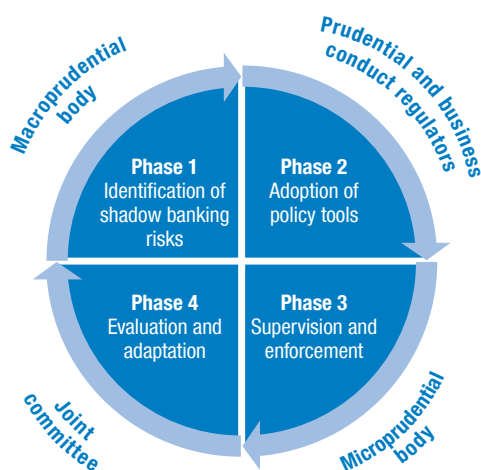 Macroprudential
body
Prudential and business
conduct regulators
Phase 1
Identification of
shadow banking
risks
Phase 2
Adoption of
policy tools
Phase 4
Evaluation and
adaptation
Phase 3
Supervision and
enforcement
Joint
committee
Microprudential
body